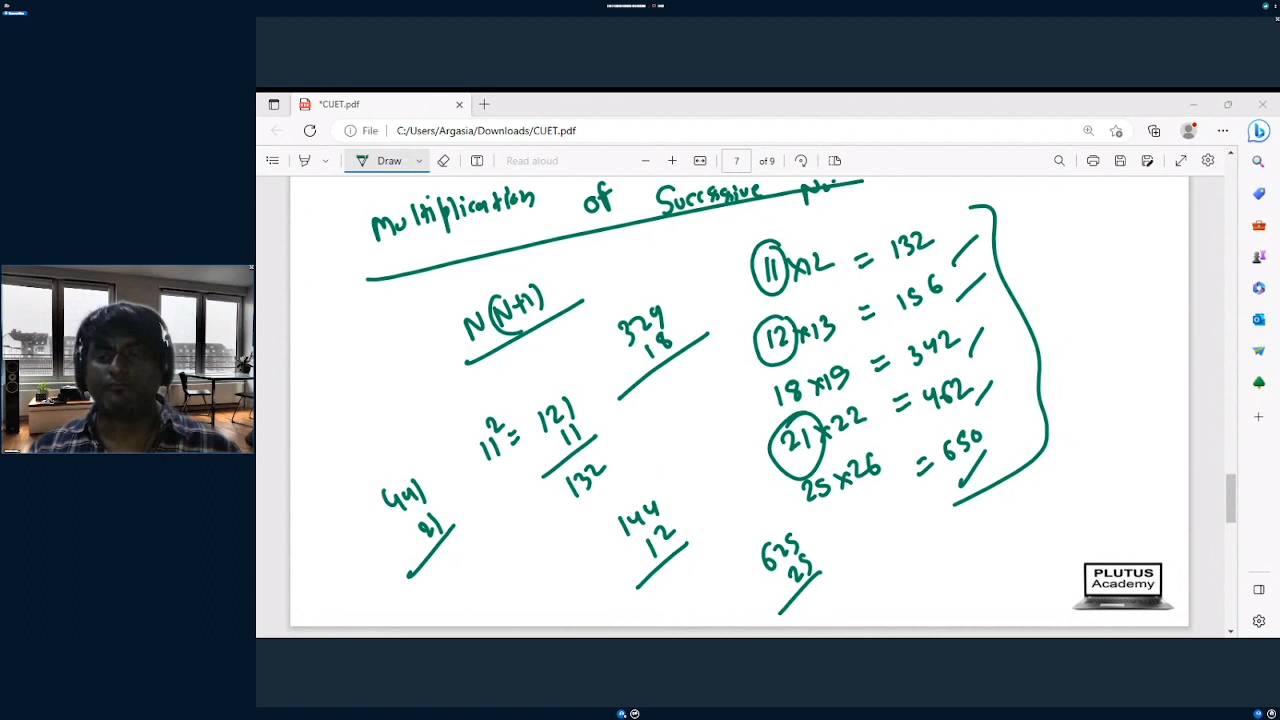 *CUET.pdf
File
C:/Users/Argasia/Downloads/CUET.pdf
Draw
Read aloud
7 of 9
Multiplication of Successive
N(N+1)
11² = 121
11
132
441
21
324
18
144
12
625
25
11×12 = 132
12×13 = 156
18×19 = 342
21×22 = 462
25×26 = 650
PLUTUS
Academy